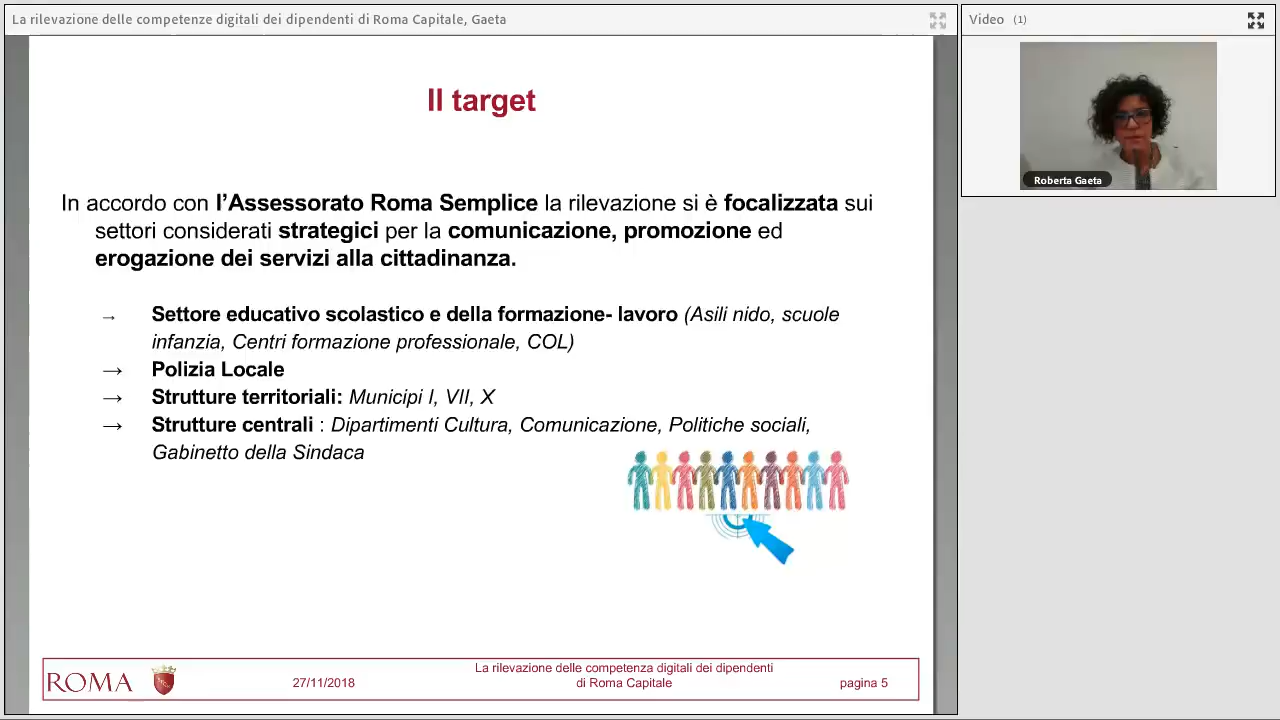 La rilevazione delle competenze digitali dei dipendenti di Roma Capitale, Gaeta
Video (1)
Roberta Gaeta
Il target
In accordo con l’Assessorato Roma Semplice la rilevazione si è focalizzata sui
settori considerati strategici per la comunicazione, promozione ed
erogazione dei servizi alla cittadinanza.
→ Settore educativo scolastico e della formazione- lavoro (Asili nido, scuole
infanzia, Centri formazione professionale, COL)
→ Polizia Locale
→ Strutture territoriali: Municipi I, VII, X
→ Strutture centrali : Dipartimenti Cultura, Comunicazione, Politiche sociali,
Gabinetto della Sindaca
ROMA
27/11/2018
La rilevazione delle competenza digitali dei dipendenti
di Roma Capitale
pagina 5